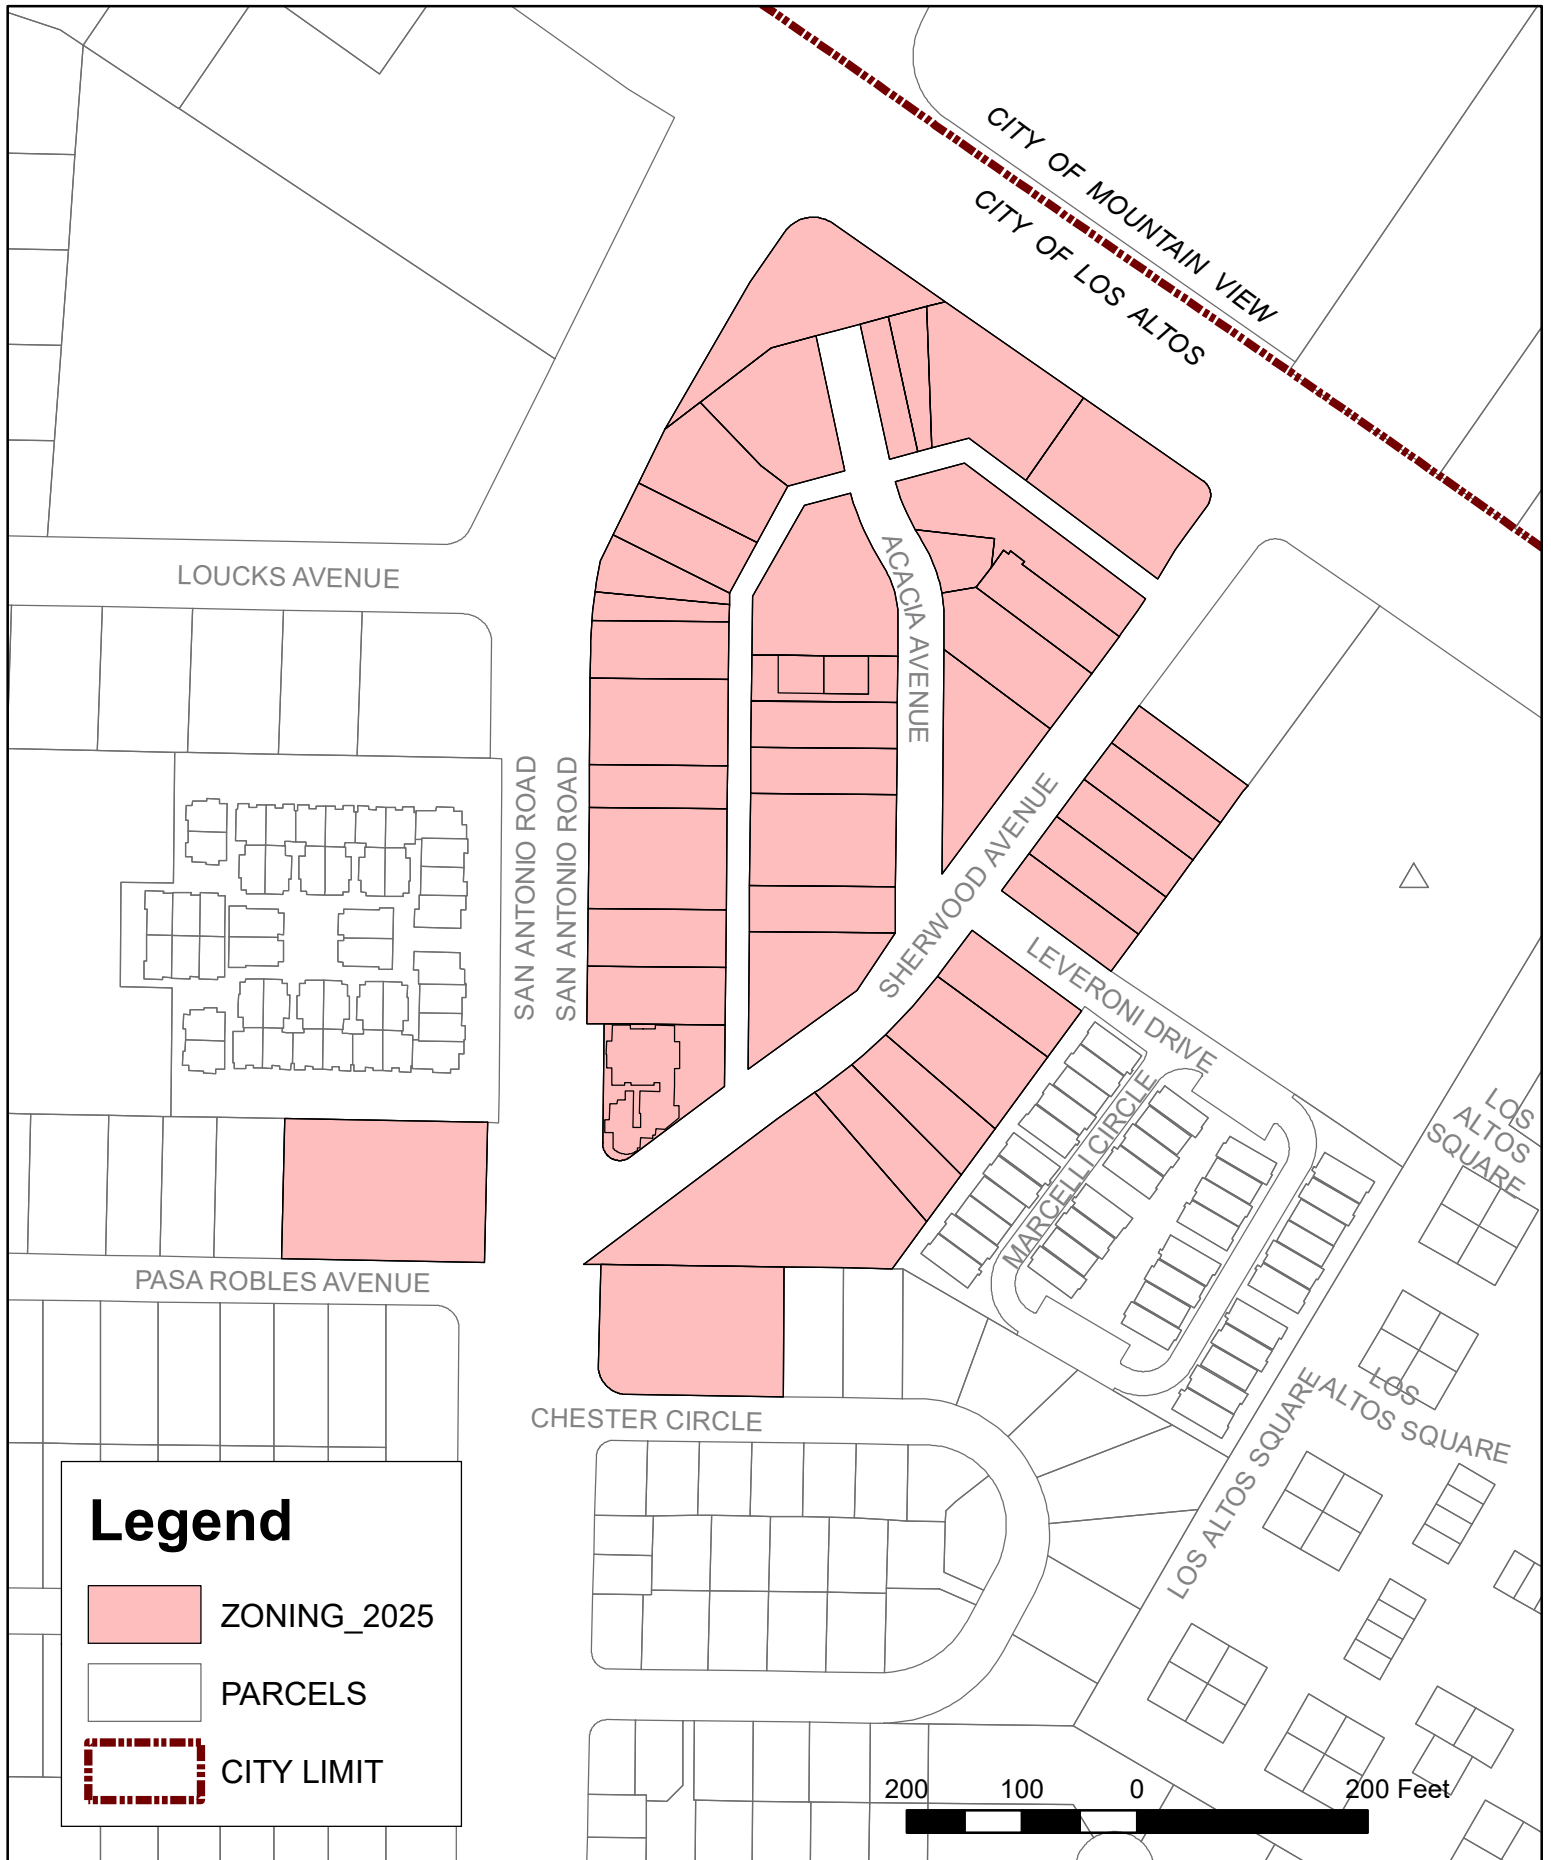 CITY OF MOUNTAIN VIEW
CITY OF LOS ALTOS
LOUCKS AVENUE
ACACIA AVENUE
SAN ANTONIO ROAD
SAN ANTONIO ROAD
SHERWOOD AVENUE
LEVERONI DRIVE
MARCELLI CIRCLE
LOS
ALTOS
SQUARE
PASA ROBLES AVENUE
CHESTER CIRCLE
LOS
ALTOS SQUARE
LOS ALTOS SQUARE
Legend
ZONING_2025
PARCELS
CITY LIMIT
200 100 0 200 Feet